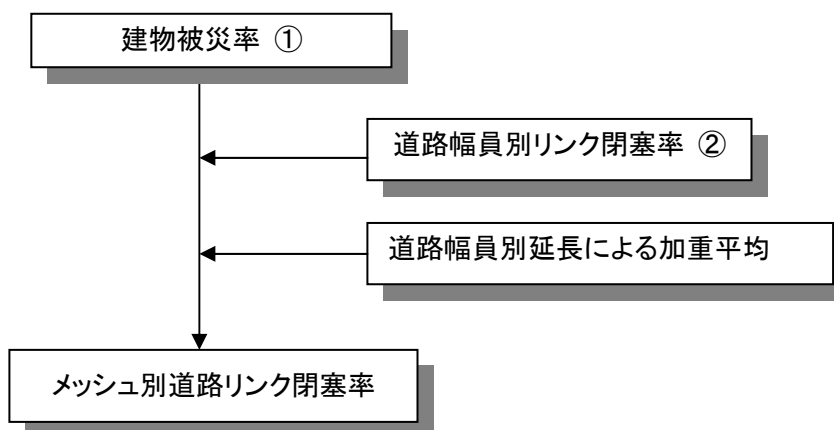 建物被災率 ①
道路幅員別リンク閉塞率 ②
道路幅員別延長による加重平均
メッシュ別道路リンク閉塞率